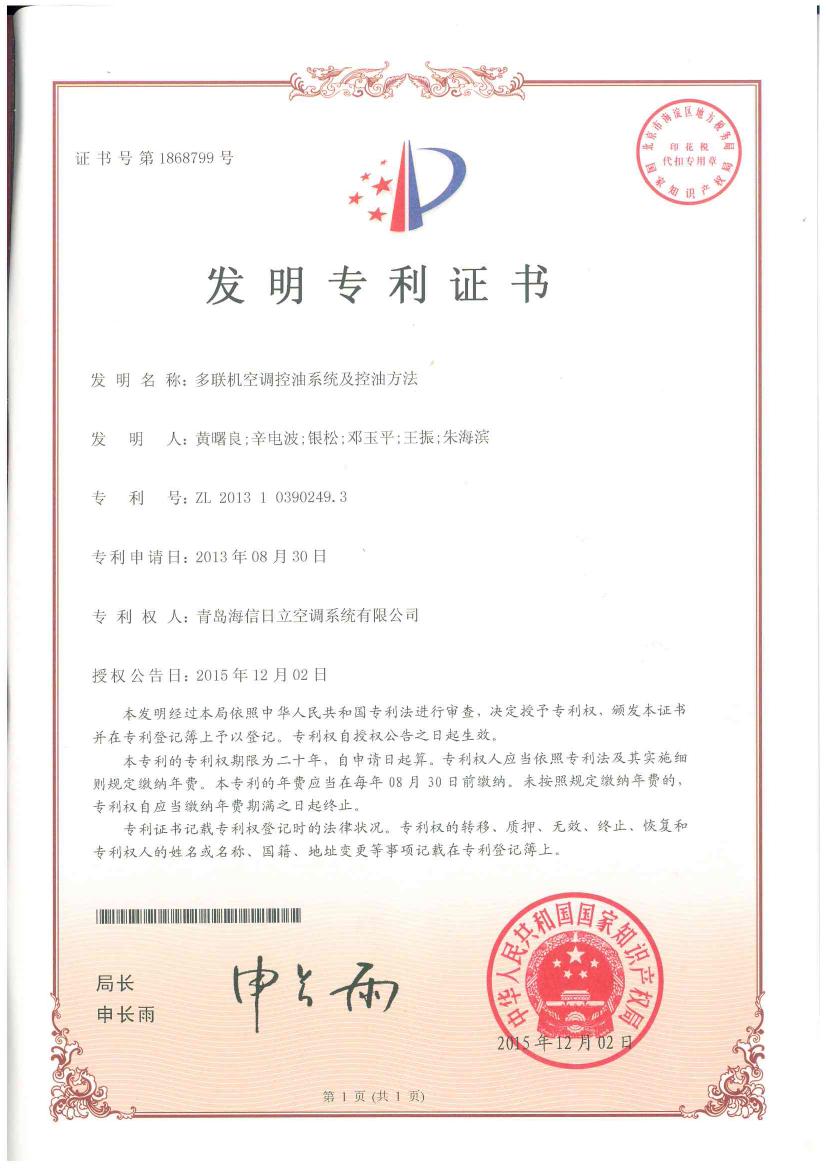 证书号第1868799号
北京市海淀区地方税务局
印花税
代扣专用章
国家知识产权局
发明专利证书
发明名称：多联机空调控油系统及控油方法
发明人：黄曙良;辛电波;银松;邓玉平;王振;朱海滨
专利号：ZL 2013 1 0390249.3
专利申请日：2013年08月30日
专利权人：青岛海信日立空调系统有限公司
授权公告日：2015年12月02日
本发明经过本局依照中华人民共和国专利法进行审查，决定授予专利权，颁发本证书
并在专利登记簿上予以登记。专利权自授权公告之日起生效。
本专利的专利权期限为二十年，自申请日起算。专利权人应当依照专利法及其实施细
则规定缴纳年费。本专利的年费应当在每年08月30日前缴纳。未按照规定缴纳年费的，
专利权自应当缴纳年费期满之日起终止。
专利证书记载专利权登记时的法律状况。专利权的转移、质押、无效、终止、恢复和
专利权人的姓名或名称、国籍、地址变更等事项记载在专利登记簿上。
局长
申长雨
申长雨
中华人民共和国国家知识产权局
2015年12月02日
第1页(共1页)